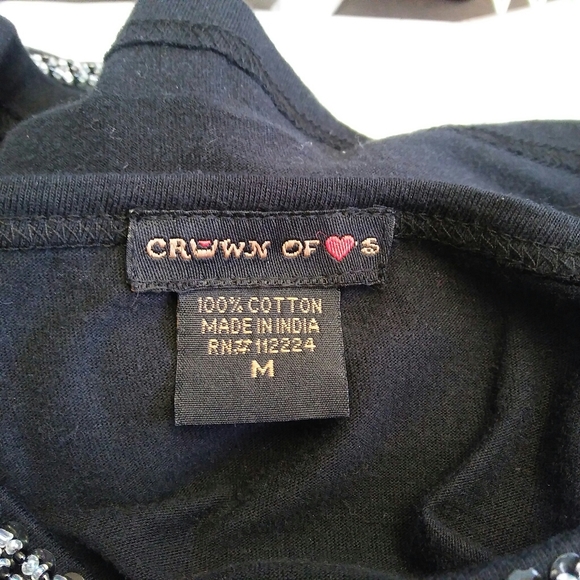 CROWN OF ♥'S
100% COTTON
MADE IN INDIA
RN# 112224
M